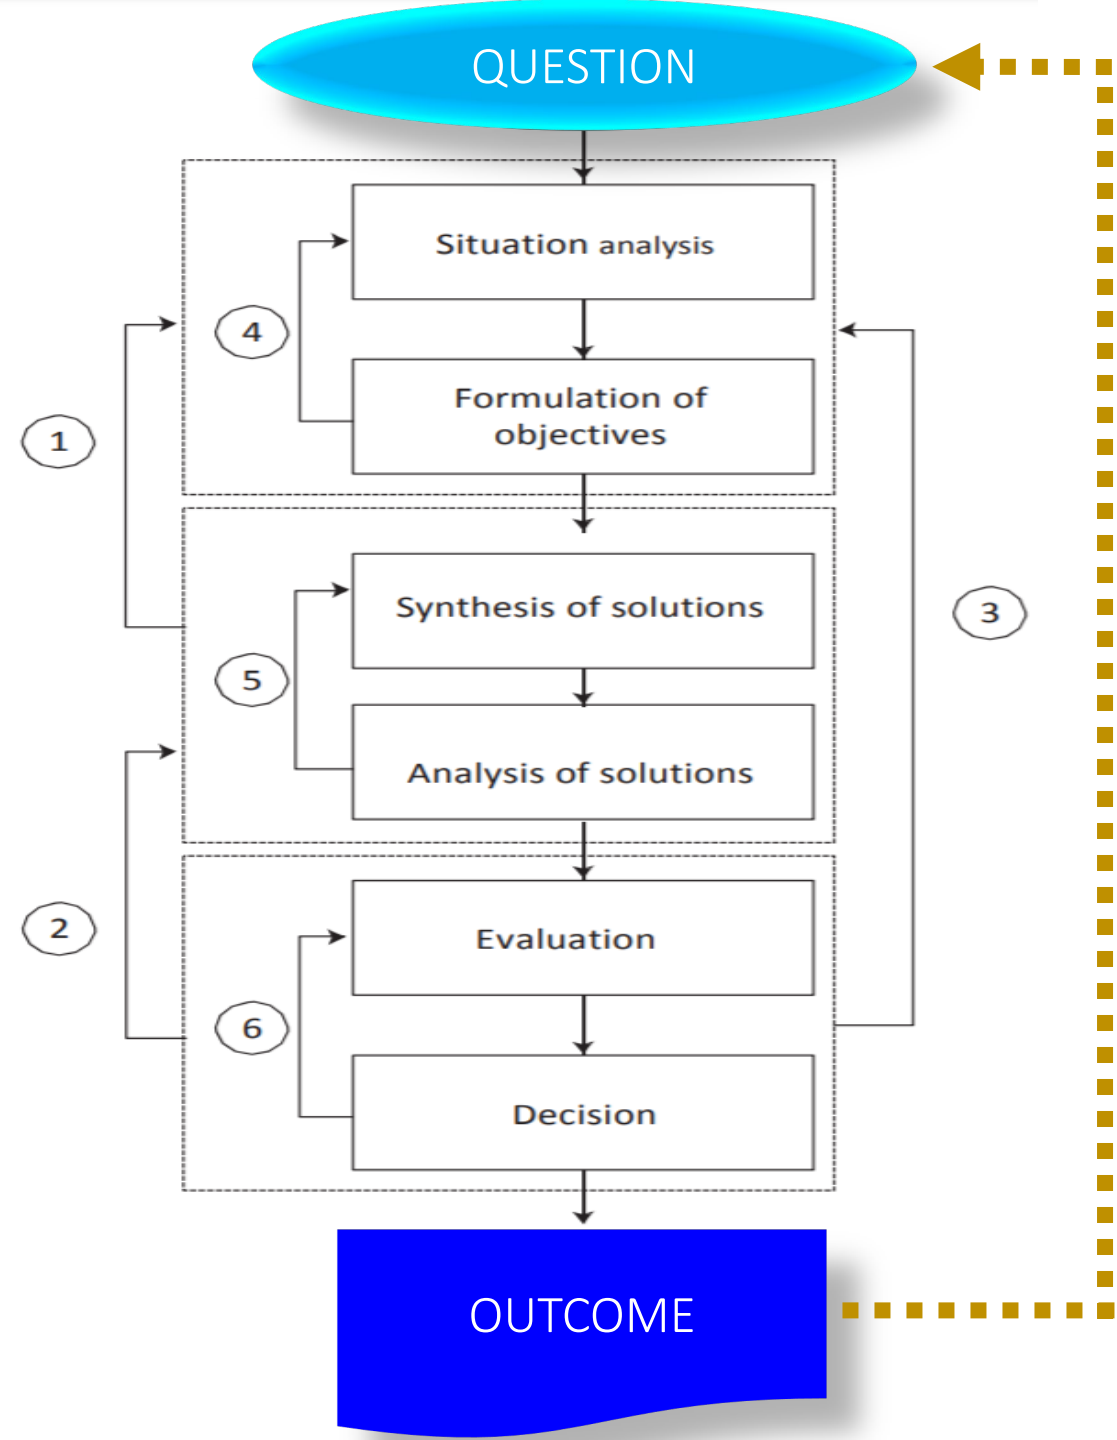 QUESTION
Situation analysis
4
Formulation of
objectives
1
Synthesis of solutions
3
5
Analysis of solutions
2
Evaluation
6
Decision
OUTCOME